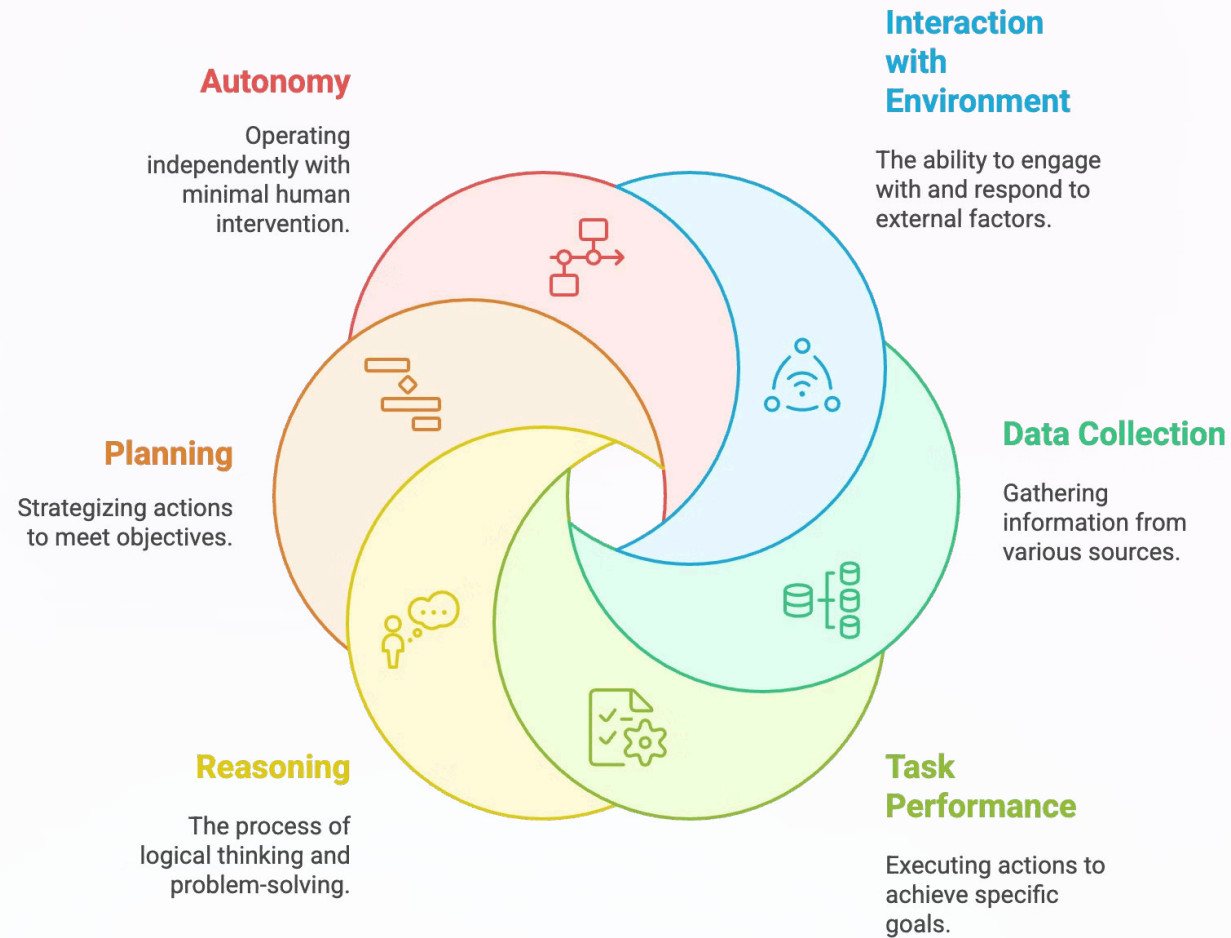 Interaction
with
Environment
The ability to engage
with and respond to
external factors.
Autonomy
Operating
independently with
minimal human
intervention.
Data Collection
Gathering
information from
various sources.
Planning
Strategizing actions
to meet objectives.
Reasoning
The process of
logical thinking and
problem-solving.
Task
Performance
Executing actions to
achieve specific
goals.